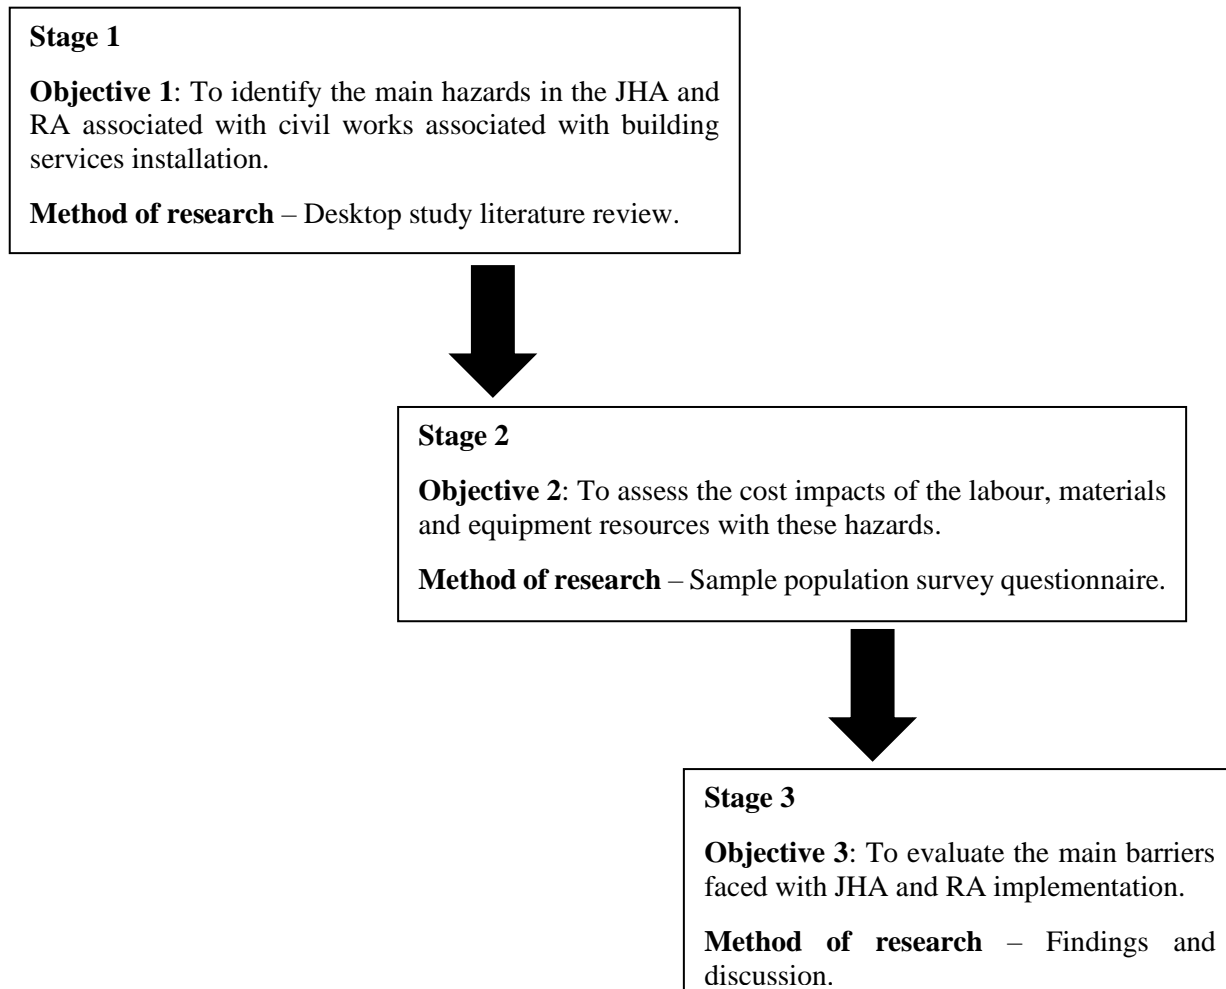 Stage 1
Objective 1: To identify the main hazards in the JHA and
RA associated with civil works associated with building
services installation.
Method of research – Desktop study literature review.
Stage 2
Objective 2: To assess the cost impacts of the labour, materials
and equipment resources with these hazards.
Method of research – Sample population survey questionnaire.
Stage 3
Objective 3: To evaluate the main barriers
faced with JHA and RA implementation.
Method of research – Findings and
discussion.